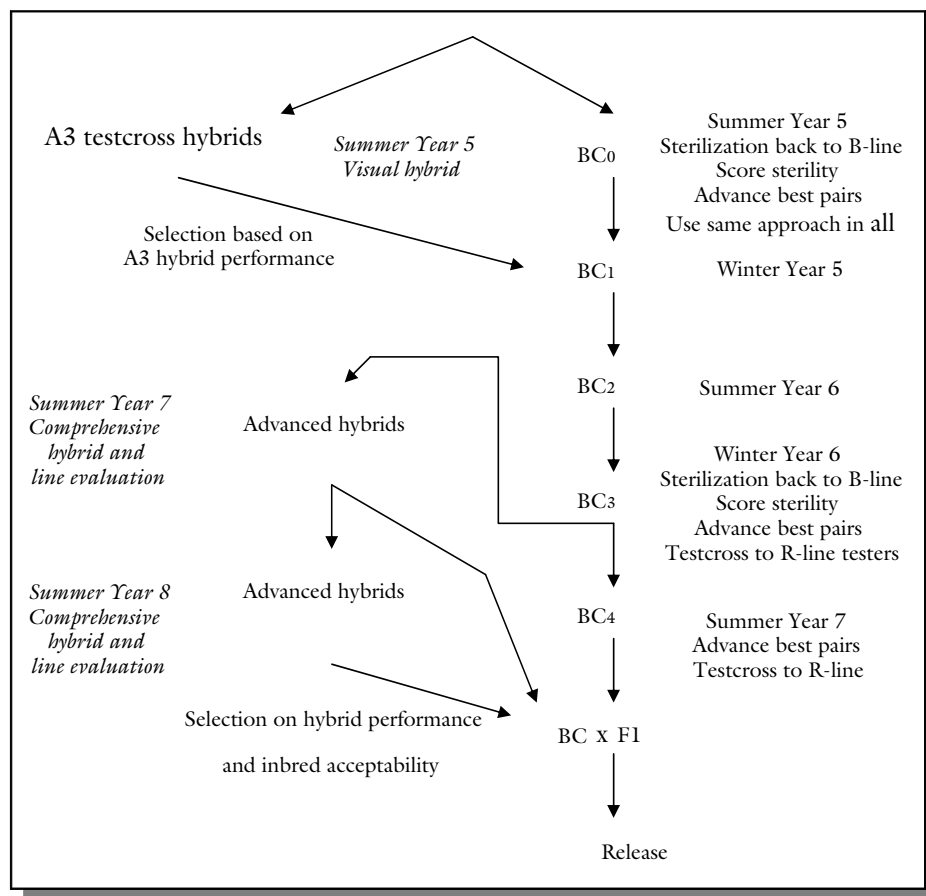 A3 testcross hybrids
Summer Year 5
Visual hybrid
BC0
Summer Year 5
Sterilization back to B-line
Score sterility
Advance best pairs
Use same approach in all
Selection based on
A3 hybrid performance
BC1
Winter Year 5
BC2
Summer Year 6
Summer Year 7
Comprehensive
hybrid and
line evaluation
Advanced hybrids
BC3
Winter Year 6
Sterilization back to B-line
Score sterility
Advance best pairs
Testcross to R-line testers
Summer Year 8
Comprehensive
hybrid and
line evaluation
Advanced hybrids
BC4
Summer Year 7
Advance best pairs
Testcross to R-line
Selection on hybrid performance
and inbred acceptability
BC x F1
Release